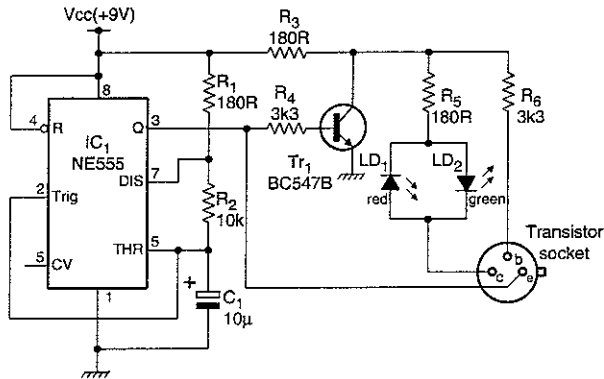 Vcc(+9V)
R3
180R
8
R1
180R
R4
3k3
R5
180R
R6
3k3
4
R
Q
3
IC1
NE555
Tr1
BC547B
LD1
LD2
red
green
DIS
7
2
Trig
R2
10k
THR
5
5
CV
Transistor
socket
b
c
e
+
C1
10µ
1